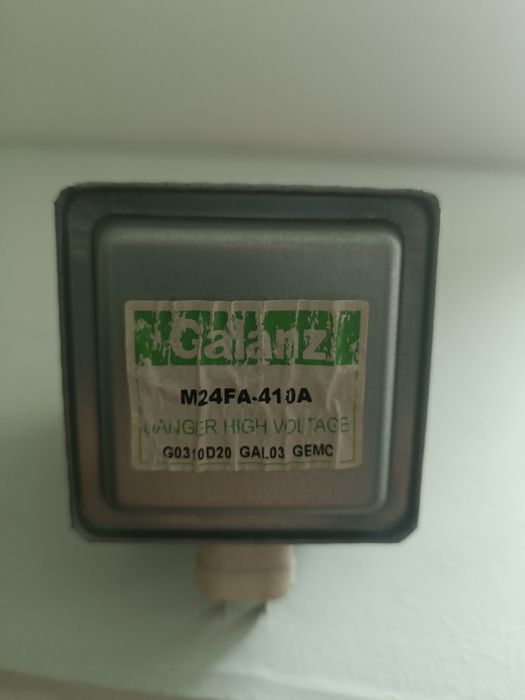 Galanz
M24FA-410A
DANGER HIGH VOLTAGE
G0310D20 GAL03 GEMC